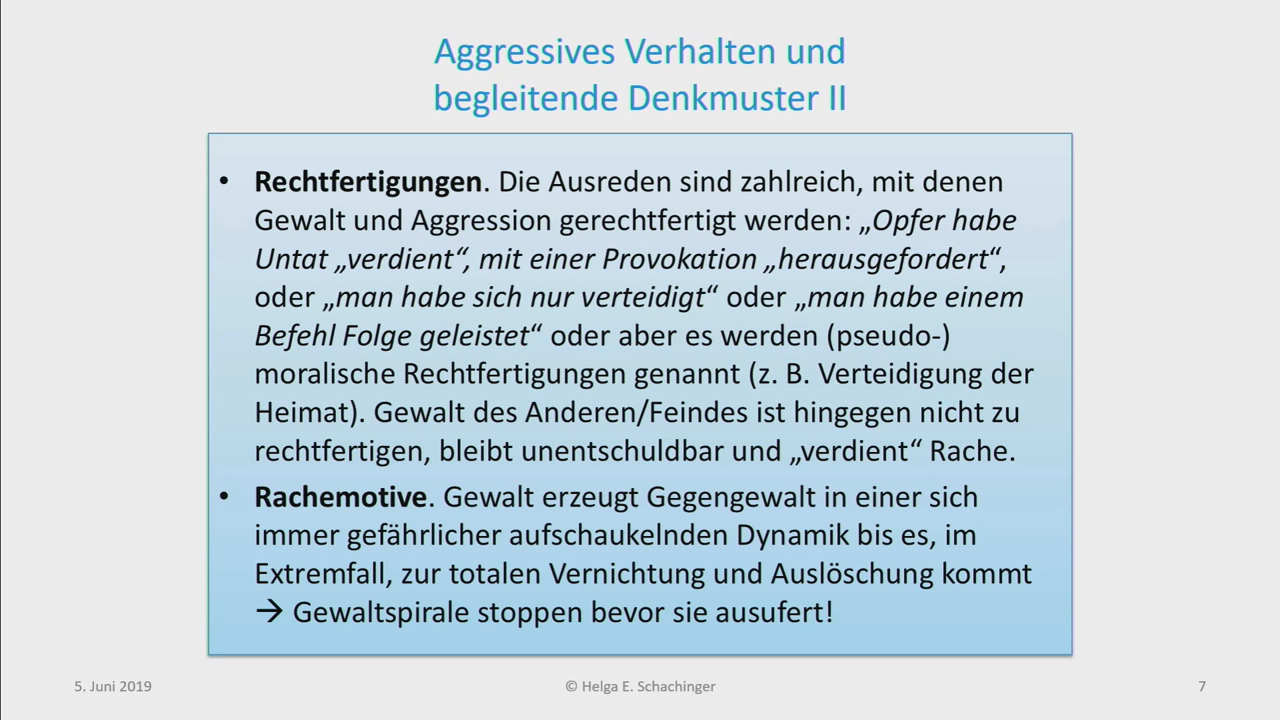 Aggressives Verhalten und
begleitende Denkmuster II
• Rechtfertigungen. Die Ausreden sind zahlreich, mit denen
Gewalt und Aggression gerechtfertigt werden: „Opfer habe
Untat „verdient“, mit einer Provokation „herausgefordert“,
oder „man habe sich nur verteidigt“ oder „man habe einem
Befehl Folge geleistet“ oder aber es werden (pseudo-)
moralische Rechtfertigungen genannt (z. B. Verteidigung der
Heimat). Gewalt des Anderen/Feindes ist hingegen nicht zu
rechtfertigen, bleibt unentschuldbar und „verdient“ Rache.
• Rachemotive. Gewalt erzeugt Gegengewalt in einer sich
immer gefährlicher aufschaukelnden Dynamik bis es, im
Extremfall, zur totalen Vernichtung und Auslöschung kommt
→ Gewaltspirale stoppen bevor sie ausufert!
5. Juni 2019
© Helga E. Schachinger
7